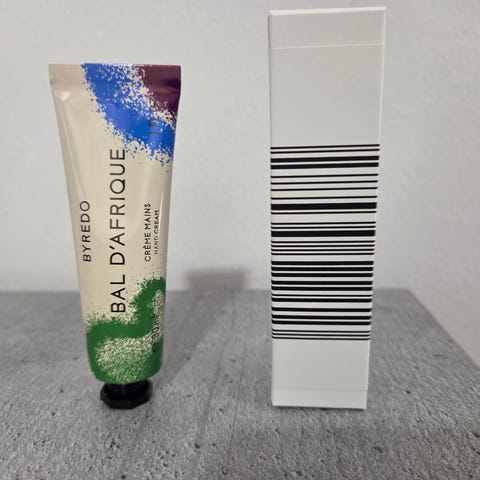 BYREDO
BAL D'AFRIQUE
CRÈME MAINS
HAND CREAM